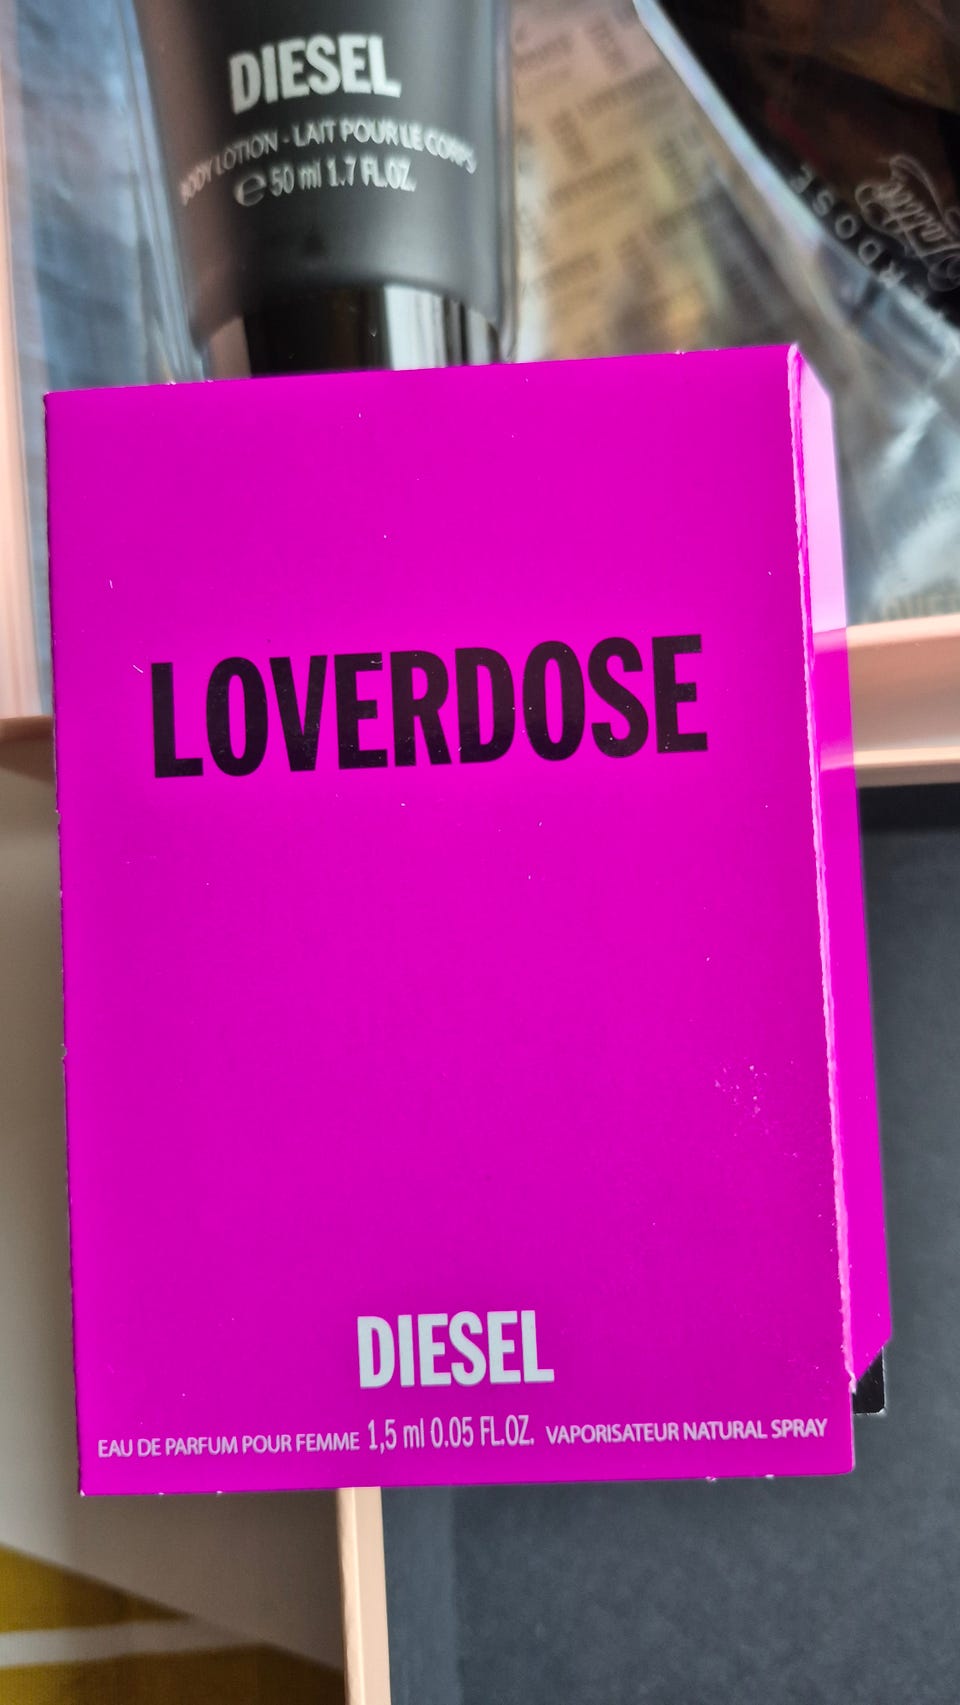 DIESEL
BODY LOTION - LAIT POUR LE CORPS
℮ 50 ml 1.7 FL.OZ.
LOVERDOSE
DIESEL
EAU DE PARFUM POUR FEMME 1,5 ml 0.05 FL.OZ. VAPORISATEUR NATURAL SPRAY